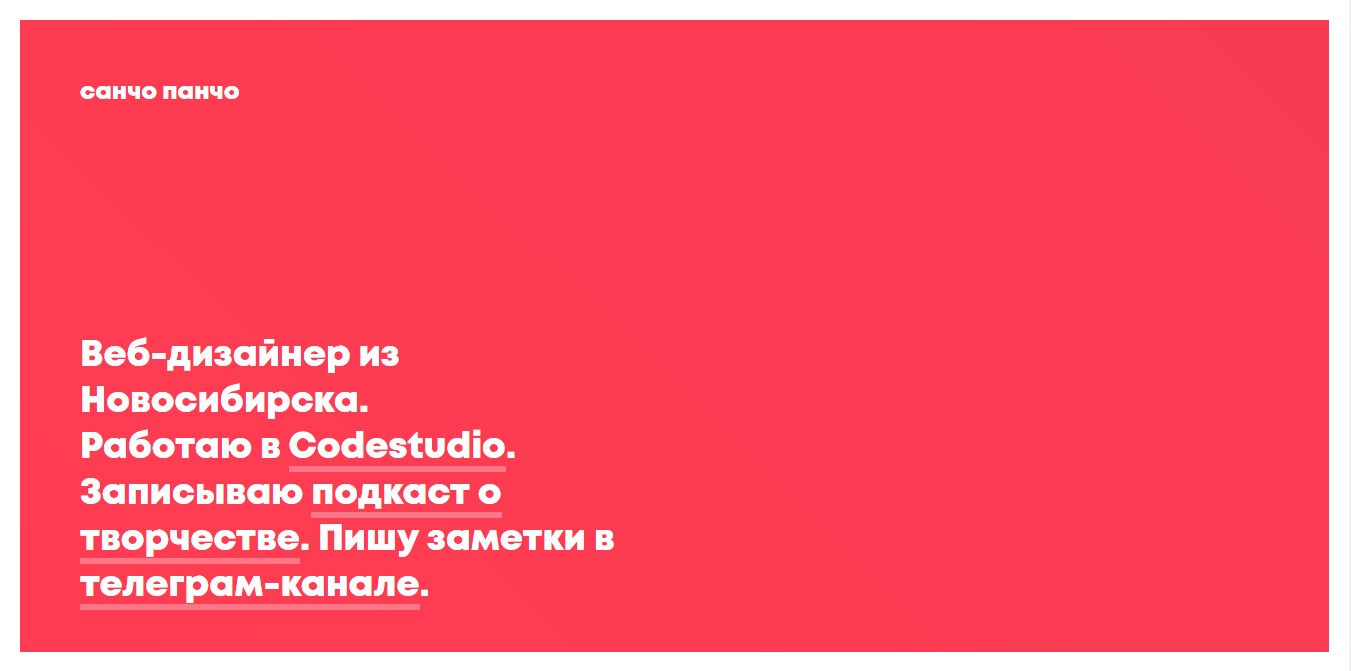 санчо панчо
Веб-дизайнер из
Новосибирска.
Работаю в Codestudio.
Записываю подкаст о
творчестве. Пишу заметки в
телеграм-канале.